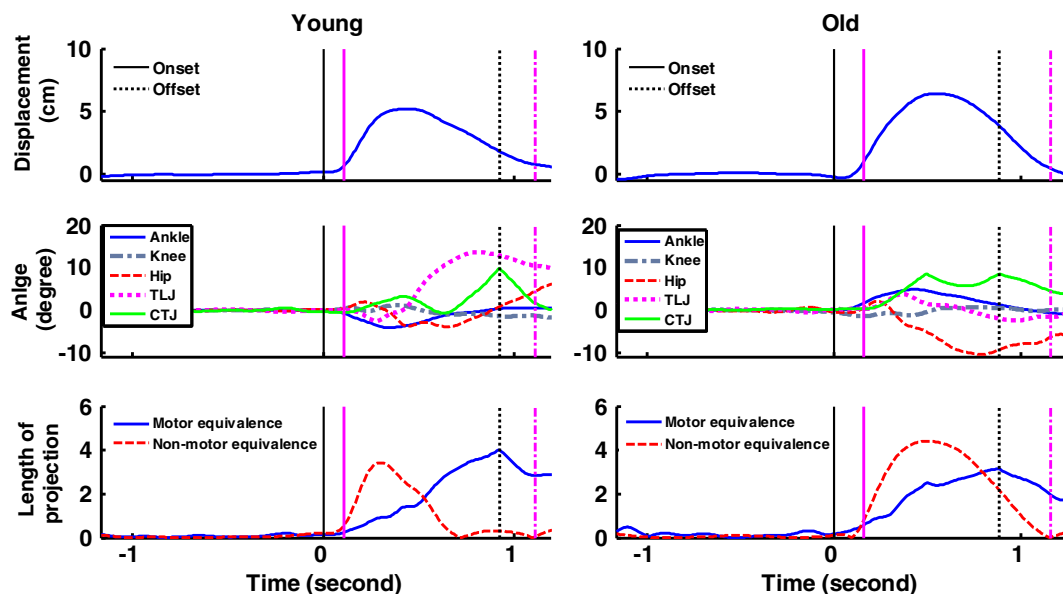 Young
Old
Displacement
(cm)
10
5
0
Onset
Offset
10
5
0
Onset
Offset
Anlge
(degree)
20
10
0
-10
Ankle
Knee
Hip
TLJ
CTJ
20
10
0
-10
Ankle
Knee
Hip
TLJ
CTJ
Length of
projection
6
4
2
0
Motor equivalence
Non-motor equivalence
6
4
2
0
Motor equivalence
Non-motor equivalence
-1
0
1
-1
0
1
Time (second)
Time (second)